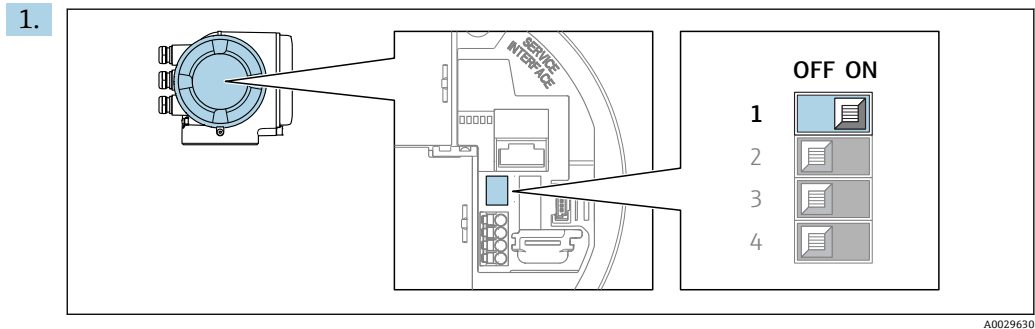 1.
SERVICE
INTERFACE
OFF ON
1
2
3
4
A0029630